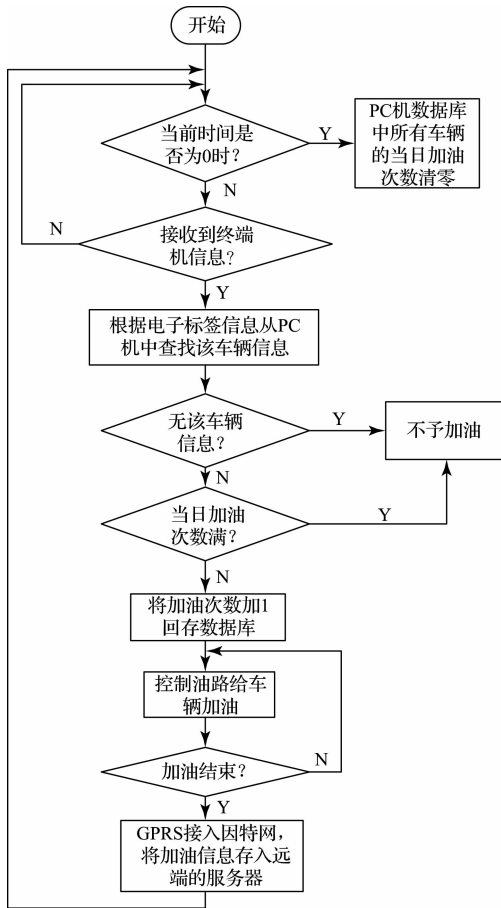 开始
当前时间是
否为0时？
Y
PC机数据库
中所有车辆
的当日加油
次数清零
N
N
接收到终端
机信息？
Y
根据电子标签信息从PC
机中查找该车辆信息
无该车辆
信息？
Y
不予加油
N
当日加油
次数满？
Y
N
将加油次数加1
回存数据库
控制油路给车
辆加油
加油结束？
N
Y
GPRS接入因特网，
将加油信息存入远
端的服务器